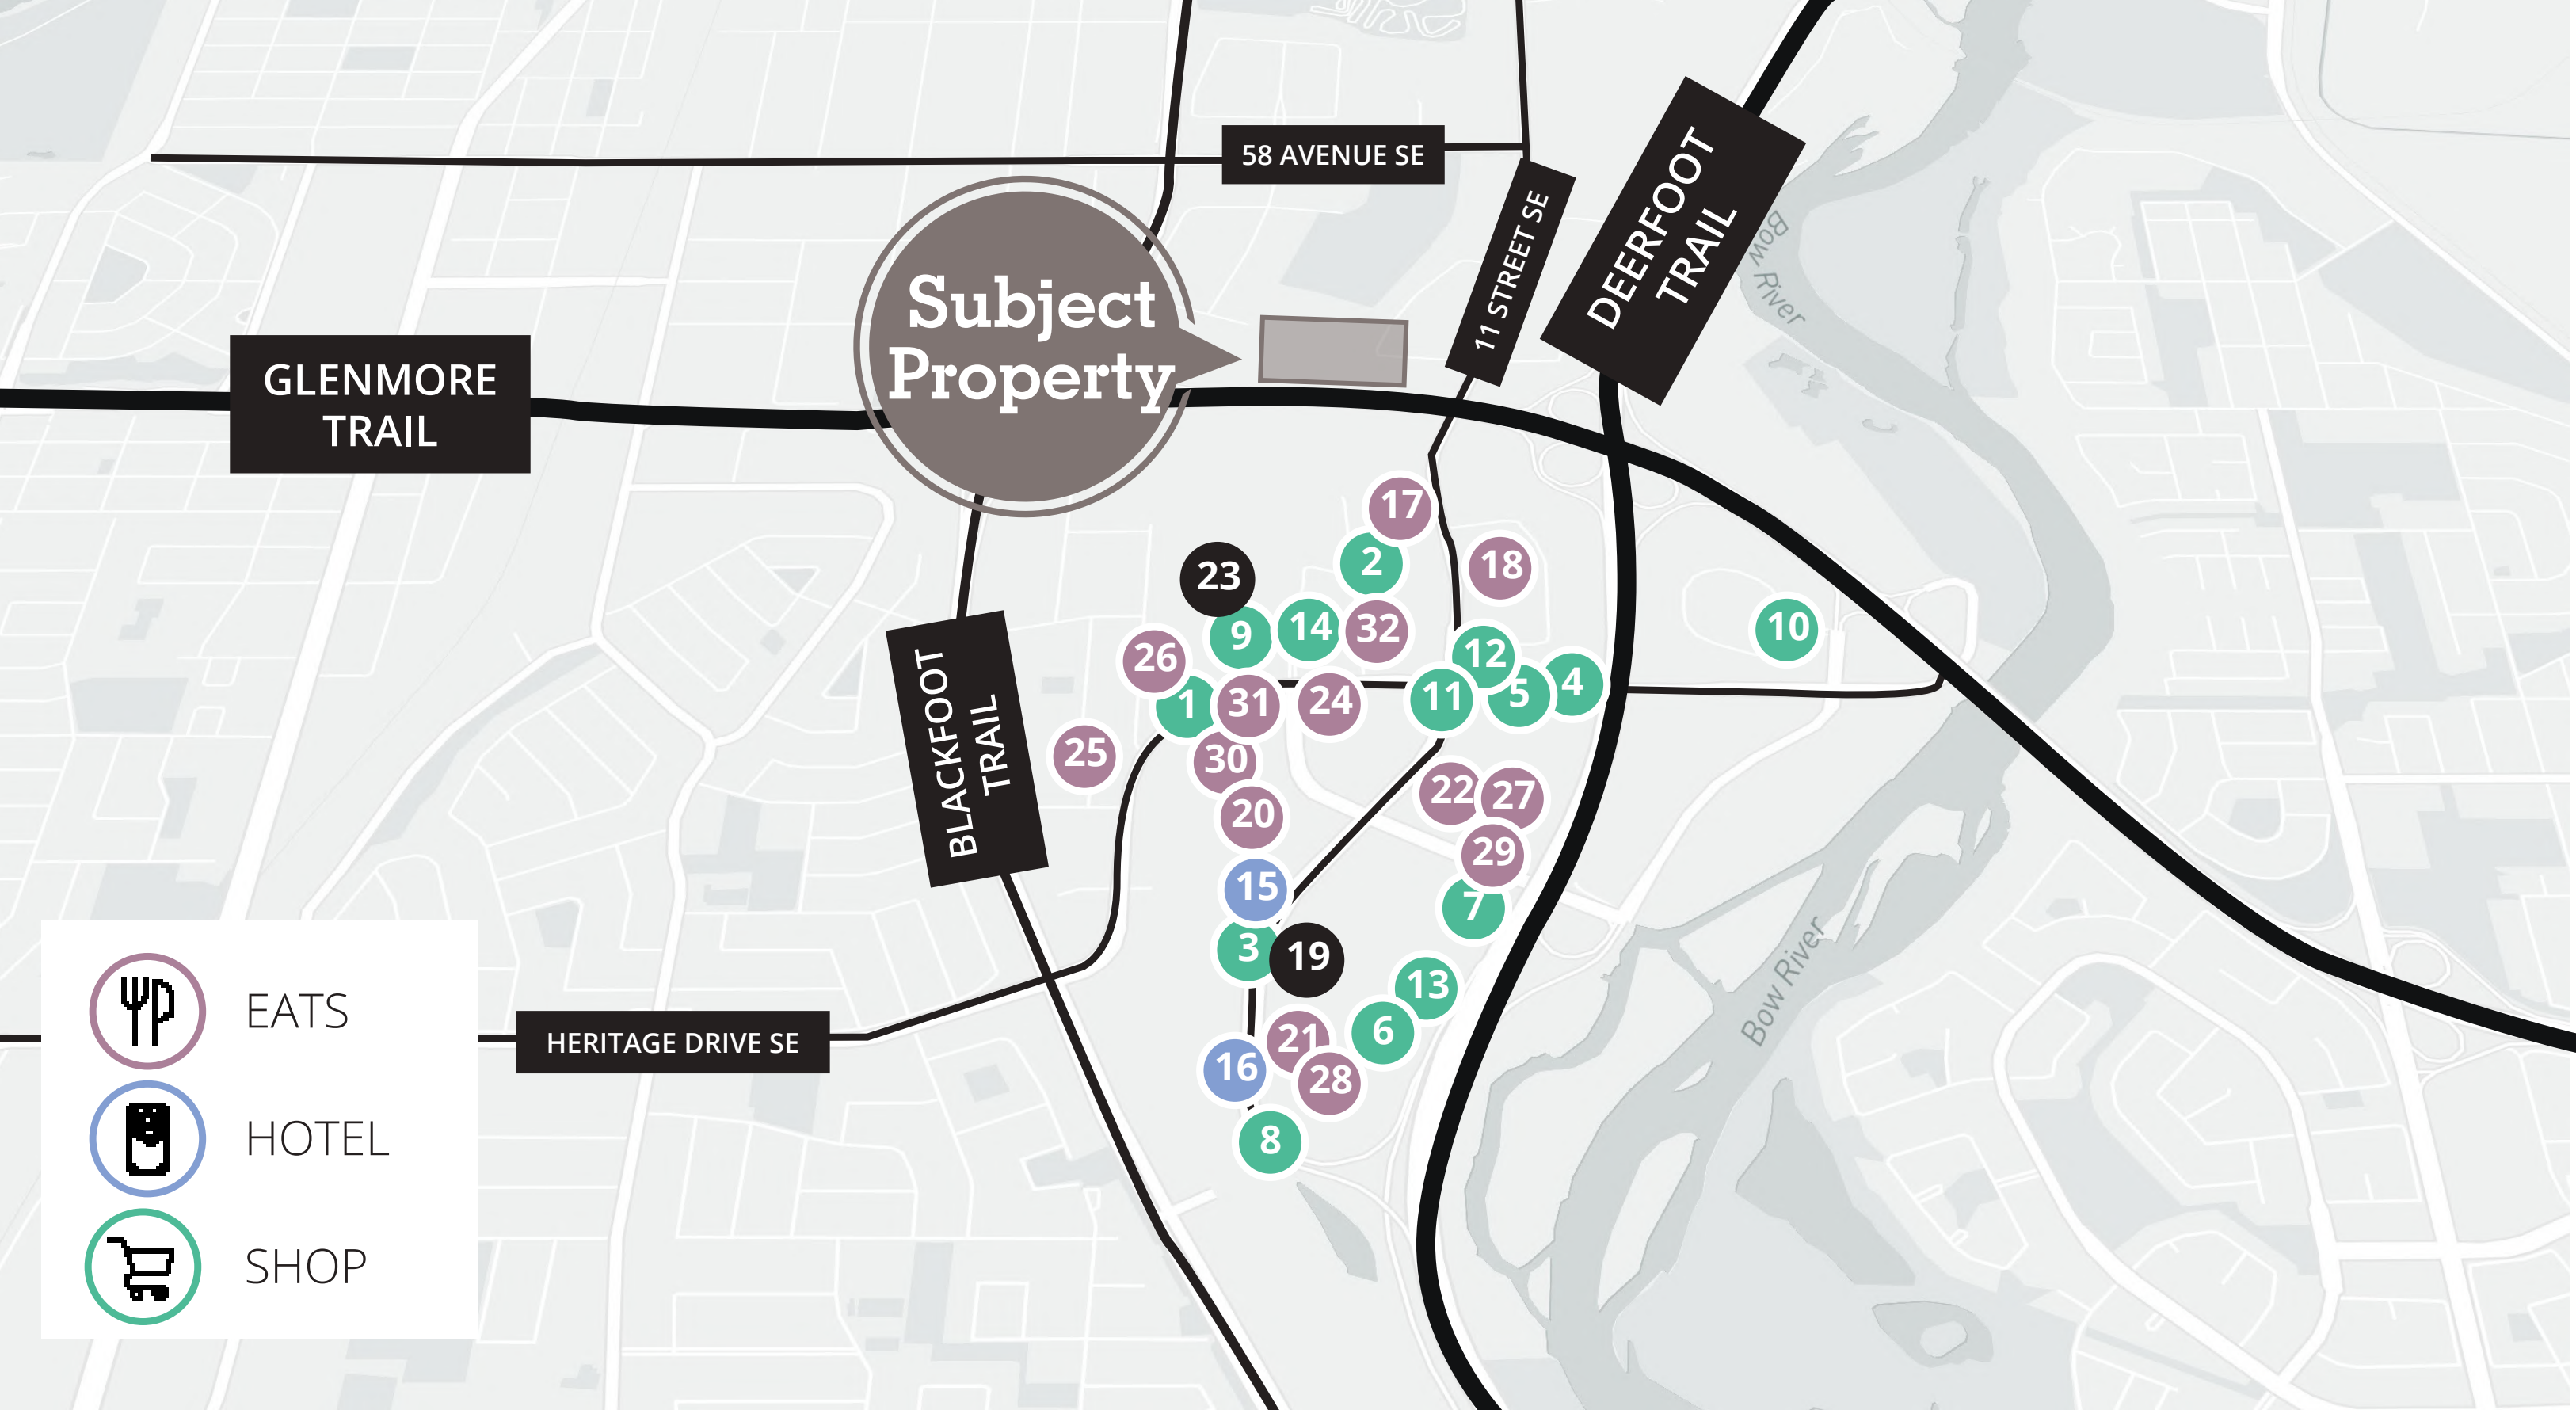 58 AVENUE SE
11 STREET SE
DEERFOOT
TRAIL
Bow River
Subject
Property
GLENMORE
TRAIL
17
2
18
23
9
14
32
10
26
12
1
31
24
11
5
4
25
30
20
22
27
29
15
7
3
19
13
21
6
16
28
8
BLACKFOOT
TRAIL
Bow River
HERITAGE DRIVE SE
EATS
HOTEL
SHOP